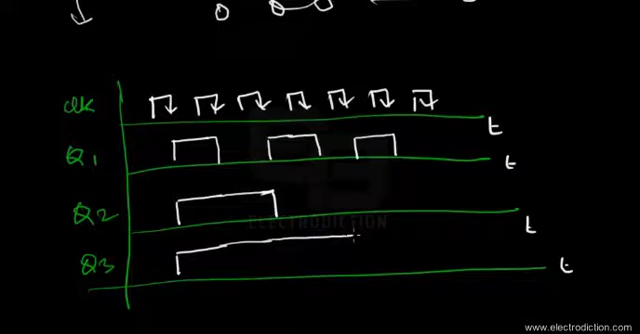 clk
t
Q1
t
ELECTRODICTION
Q2
t
Q3
t
www.electrodiction.com